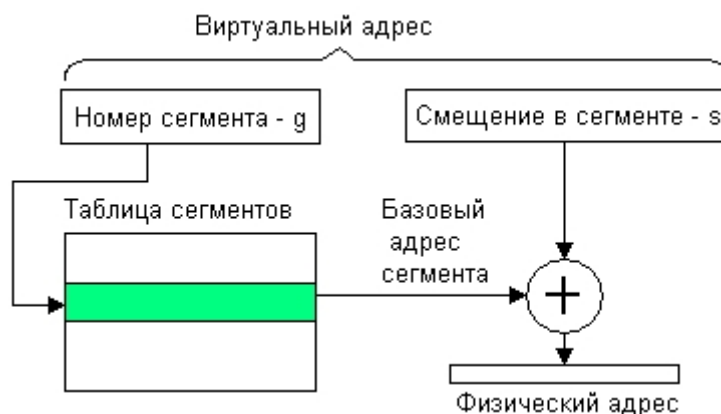 Виртуальный адрес
Номер сегмента - g
Смещение в сегменте - s
Таблица сегментов
Базовый
адрес
сегмента
+
Физический адрес